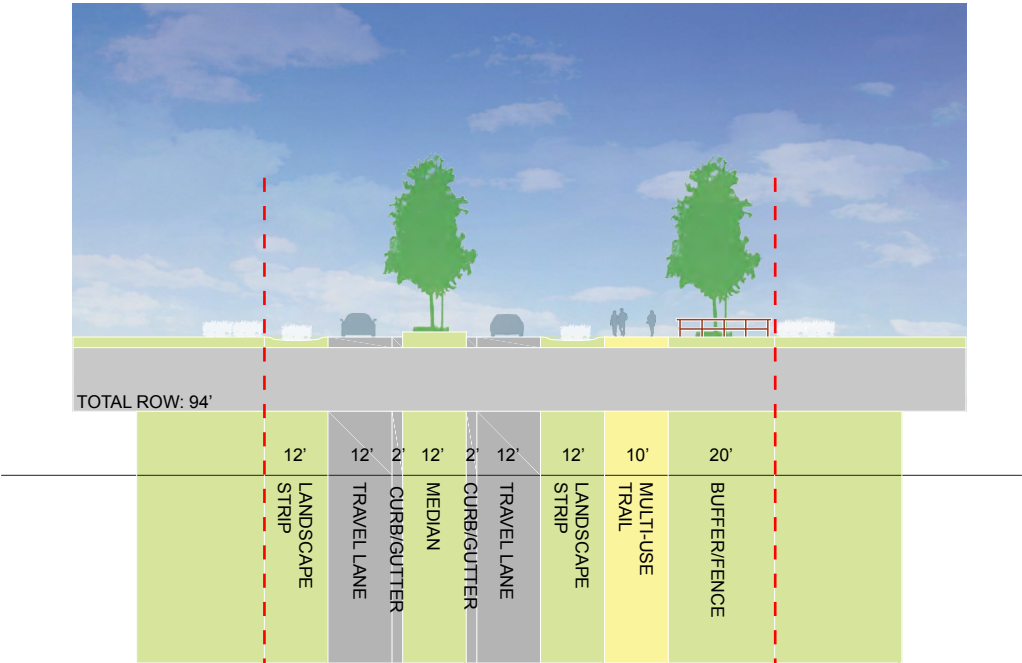 TOTAL ROW: 94’
12’ 12’ 2’ 12’ 2’ 12’ 12’ 10’ 20’
LANDSCAPE
STRIP
TRAVEL LANE
CURB/GUTTER
MEDIAN
CURB/GUTTER
TRAVEL LANE
LANDSCAPE
STRIP
MULTI-USE
TRAIL
BUFFER/FENCE